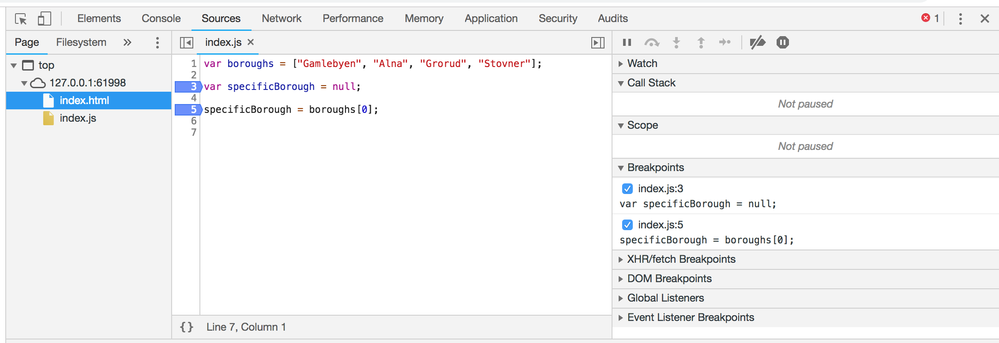 Elements Console Sources Network Performance Memory Application Security Audits 1
Page Filesystem
index.js
top
127.0.0.1:61998
index.html
index.js
1 var boroughs = ["Gamlebyen", "Alna", "Grorud", "Stovner"];
2
3 var specificBorough = null;
4
5 specificBorough = boroughs[0];
6
7
{} Line 7, Column 1
Watch
Call Stack
Not paused
Scope
Not paused
Breakpoints
index.js:3
var specificBorough = null;
index.js:5
specificBorough = boroughs[0];
XHR/fetch Breakpoints
DOM Breakpoints
Global Listeners
Event Listener Breakpoints